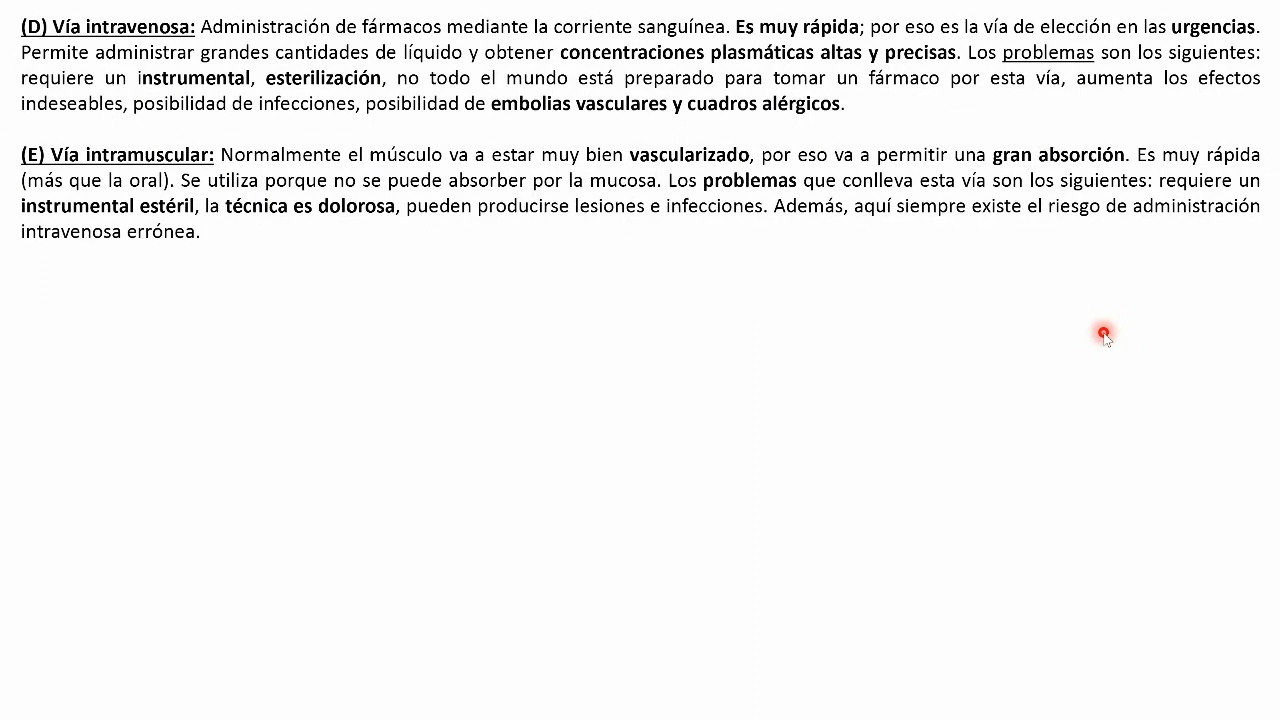 (D) Vía intravenosa: Administración de fármacos mediante la corriente sanguínea. Es muy rápida; por eso es la vía de elección en las urgencias.
Permite administrar grandes cantidades de líquido y obtener concentraciones plasmáticas altas y precisas. Los problemas son los siguientes:
requiere un instrumental, esterilización, no todo el mundo está preparado para tomar un fármaco por esta vía, aumenta los efectos
indeseables, posibilidad de infecciones, posibilidad de embolias vasculares y cuadros alérgicos.
(E) Vía intramuscular: Normalmente el músculo va a estar muy bien vascularizado, por eso va a permitir una gran absorción. Es muy rápida
(más que la oral). Se utiliza porque no se puede absorber por la mucosa. Los problemas que conlleva esta vía son los siguientes: requiere un
instrumental estéril, la técnica es dolorosa, pueden producirse lesiones e infecciones. Además, aquí siempre existe el riesgo de administración
intravenosa errónea.